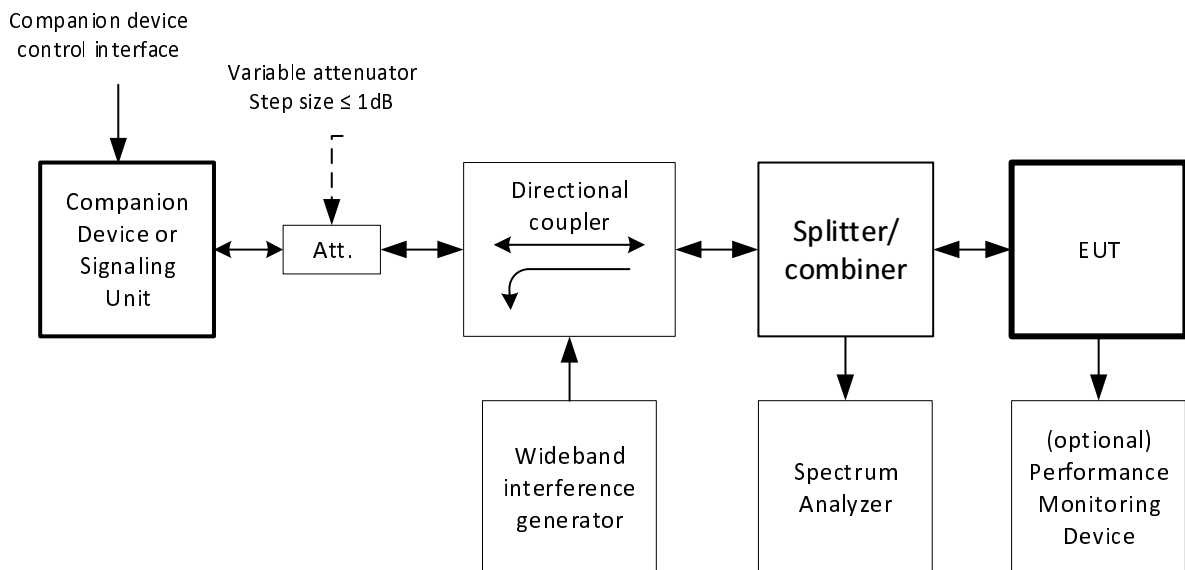 Companion device
control interface
Variable attenuator
Step size ≤ 1dB
Companion
Device or
Signaling
Unit
Att.
Directional
coupler
Splitter/
combiner
EUT
Wideband
interference
generator
Spectrum
Analyzer
(optional)
Performance
Monitoring
Device